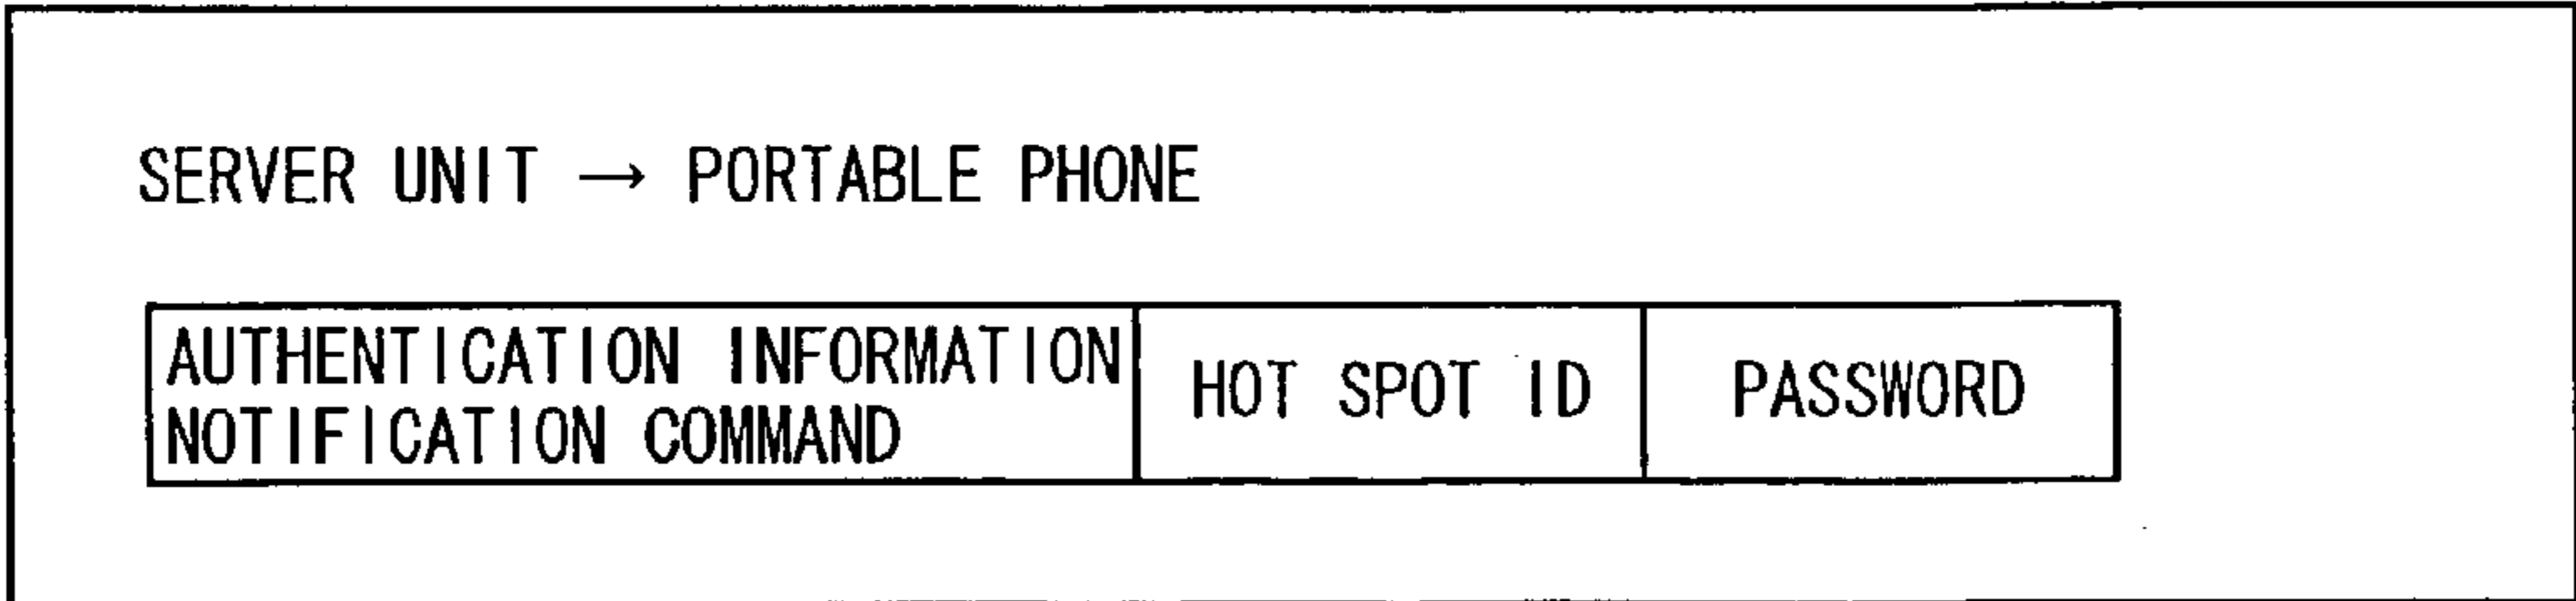 SERVER UNIT → PORTABLE PHONE
AUTHENTICATION INFORMATION
NOTIFICATION COMMAND
HOT SPOT ID
PASSWORD